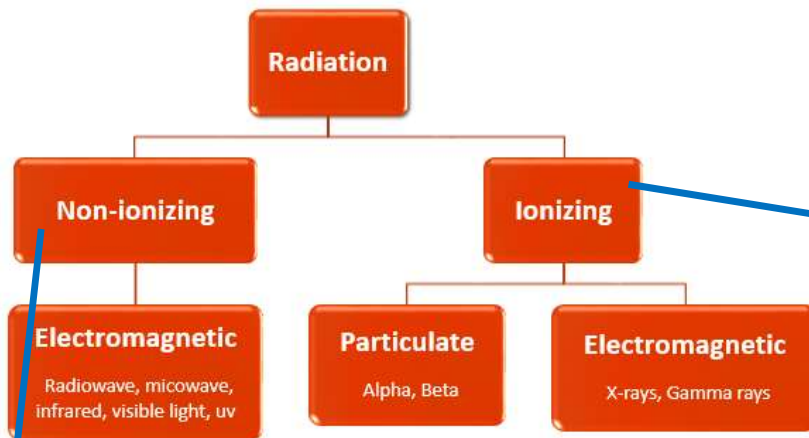 Radiation
Non-ionizing
Ionizing
Electromagnetic
Radiowave, micowave,
infrared, visible light, uv
Particulate
Alpha, Beta
Electromagnetic
X-rays, Gamma rays